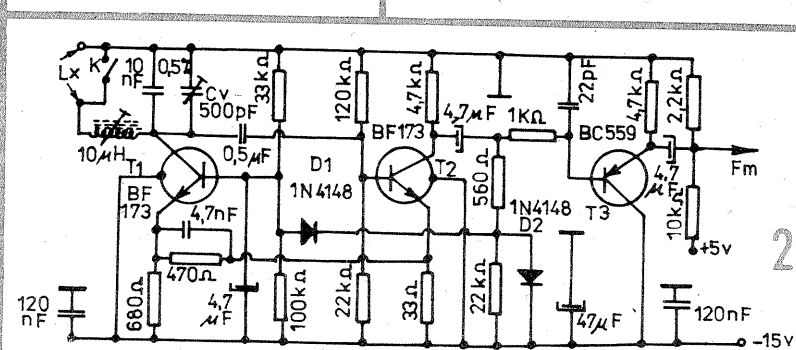 Lx
K
10
nF
0,5%
Cv
500pF
33kΩ
120kΩ
4,7kΩ
4,7µF
1KΩ
22pF
4,7kΩ
2,2kΩ
10µH
T1
BF
173
0,5µF
D1
1N4148
BF173
T2
560Ω
1N4148
D2
BC559
T3
4,7
µF
Fm
10kΩ
+5v
4,7nF
470Ω
680Ω
4,7
µF
100kΩ
22kΩ
33Ω
22kΩ
47µF
120nF
120
nF
-15v
2